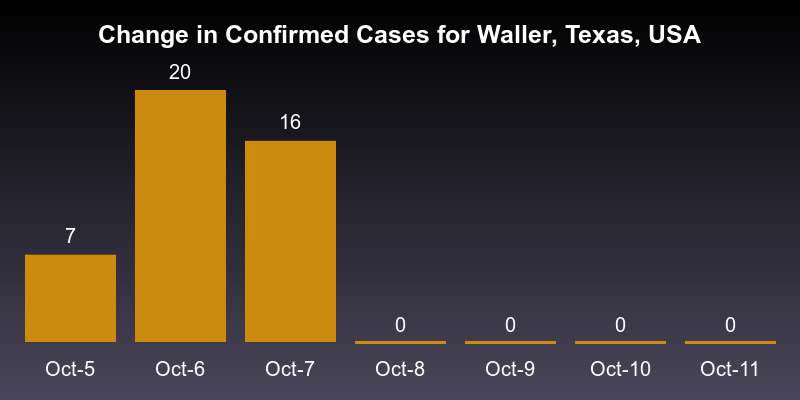 Change in Confirmed Cases for Waller, Texas, USA
20
16
7
0 0 0 0
Oct-5 Oct-6 Oct-7 Oct-8 Oct-9 Oct-10 Oct-11